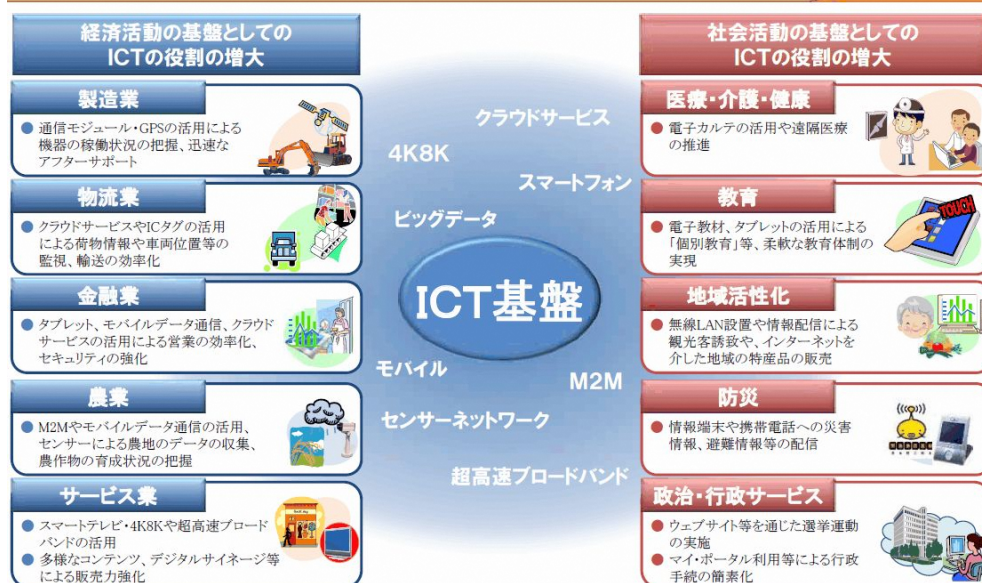 経済活動の基盤としての
ICTの役割の増大
製造業
● 通信モジュール・GPSの活用による
機器の稼働状況の把握、迅速な
アフターサポート
物流業
● クラウドサービスやICタグの活用
による荷物情報や車両位置等の
監視、輸送の効率化
金融業
● タブレット、モバイルデータ通信、クラウド
サービスの活用による営業の効率化、
セキュリティの強化
農業
● M2Mやモバイルデータ通信の活用、
センサーによる農地のデータの収集、
農作物の育成状況の把握
サービス業
● スマートテレビ・4K8Kや超高速ブロード
バンドの活用
● 多様なコンテンツ、デジタルサイネージ等
による販売力強化
クラウドサービス
4K8K
スマートフォン
ビッグデータ
ICT基盤
モバイル
M2M
センサーネットワーク
超高速ブロードバンド
社会活動の基盤としての
ICTの役割の増大
医療・介護・健康
● 電子カルテの活用や遠隔医療
の推進
教育
● 電子教材、タブレットの活用による
「個別教育」等、柔軟な教育体制の
実現
TOUCH
地域活性化
● 無線LAN設置や情報配信による
観光客誘致や、インターネットを
介した地域の特産品の販売
防災
● 情報端末や携帯電話への災害
情報、避難情報等の配信
政治・行政サービス
● ウェブサイト等を通じた選挙運動
の実施
● マイ・ポータル利用等による行政
手続の簡素化